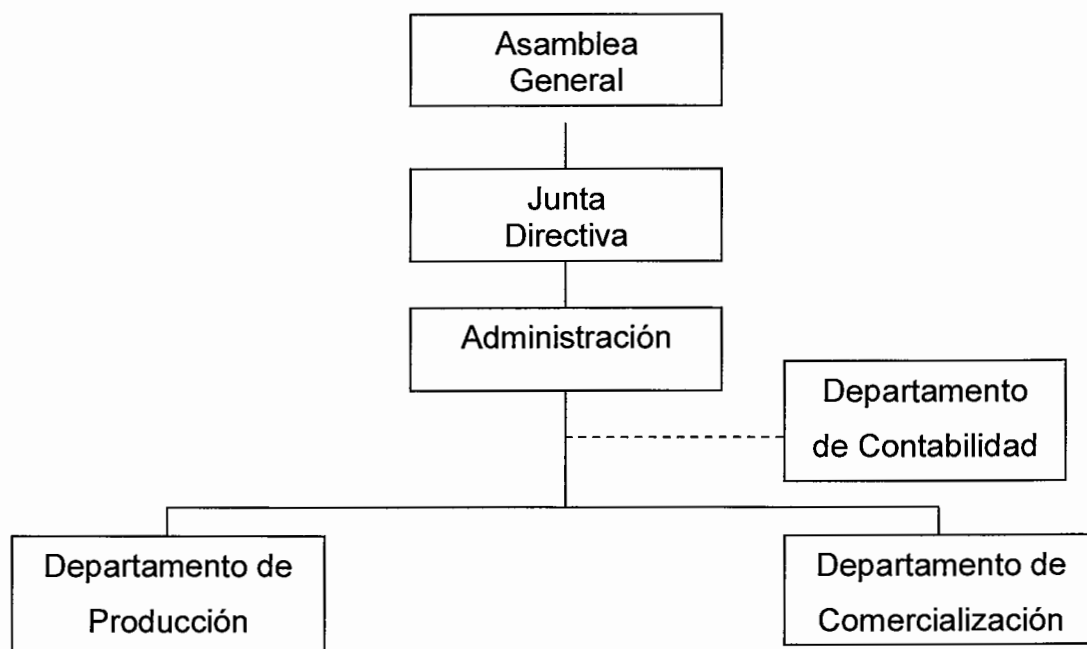 Asamblea
General
Junta
Directiva
Administración
Departamento
de Contabilidad
Departamento de
Producción
Departamento de
Comercialización